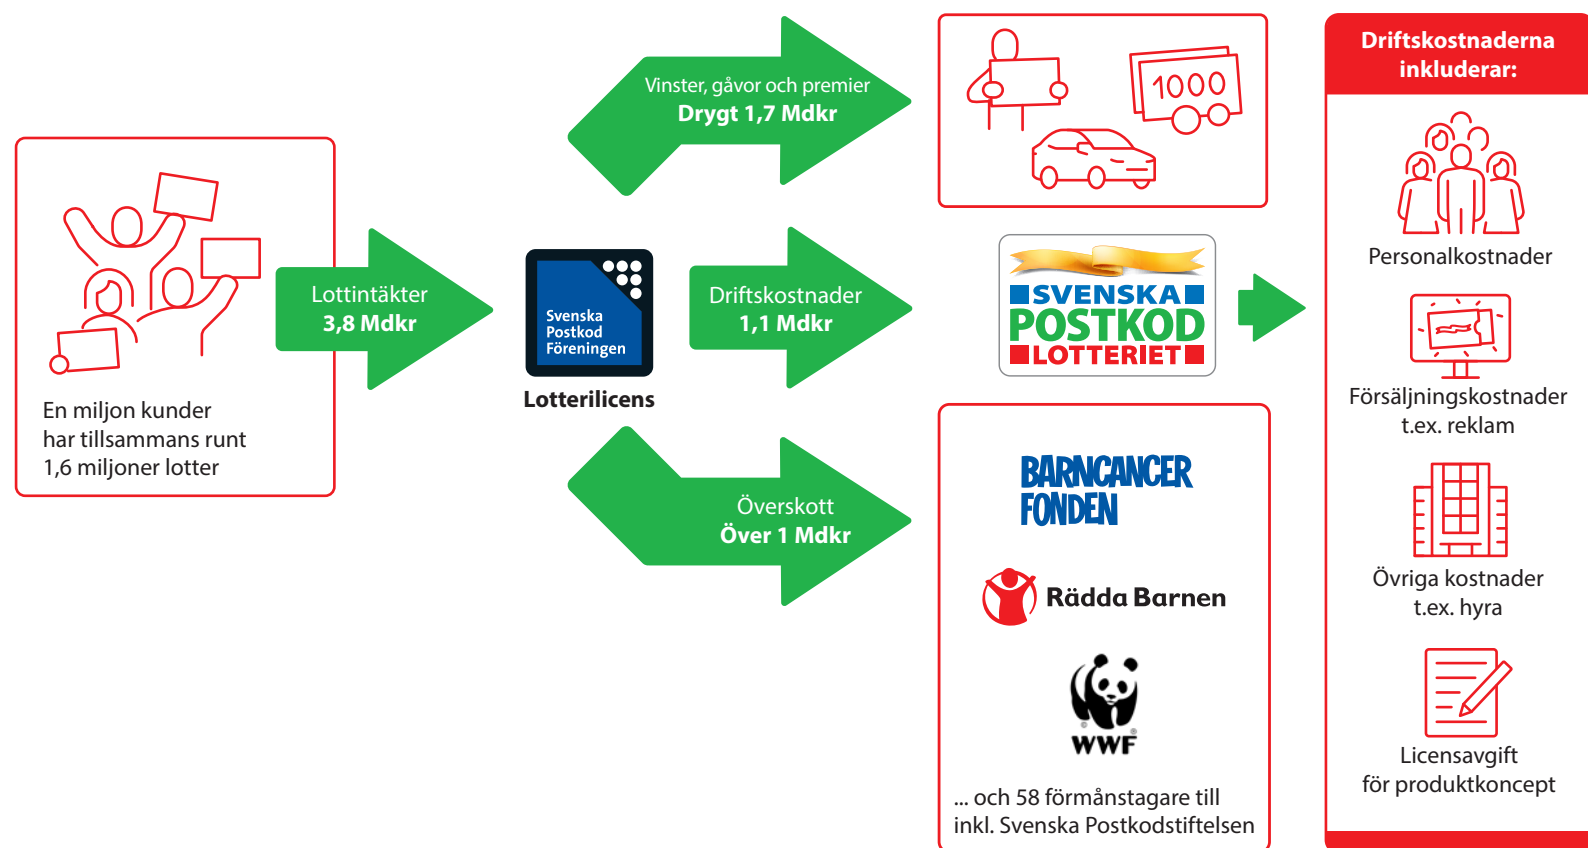 En miljon kunder
har tillsammans runt
1,6 miljoner lotter
Lottintäkter
3,8 Mdkr
Svenska
Postkod
Föreningen
Lotterilicens
Vinster, gåvor och premier
Drygt 1,7 Mdkr
1000
Driftskostnader
1,1 Mdkr
SVENSKA
POSTKOD
LOTTERIET
Överskott
Över 1 Mdkr
BARNCANCER
FONDEN
Rädda Barnen
WWF
... och 58 förmånstagare till
inkl. Svenska Postkodstiftelsen
Driftskostnaderna
inkluderar:
Personalkostnader
Försäljningskostnader
t.ex. reklam
Övriga kostnader
t.ex. hyra
Licensavgift
för produktkoncept